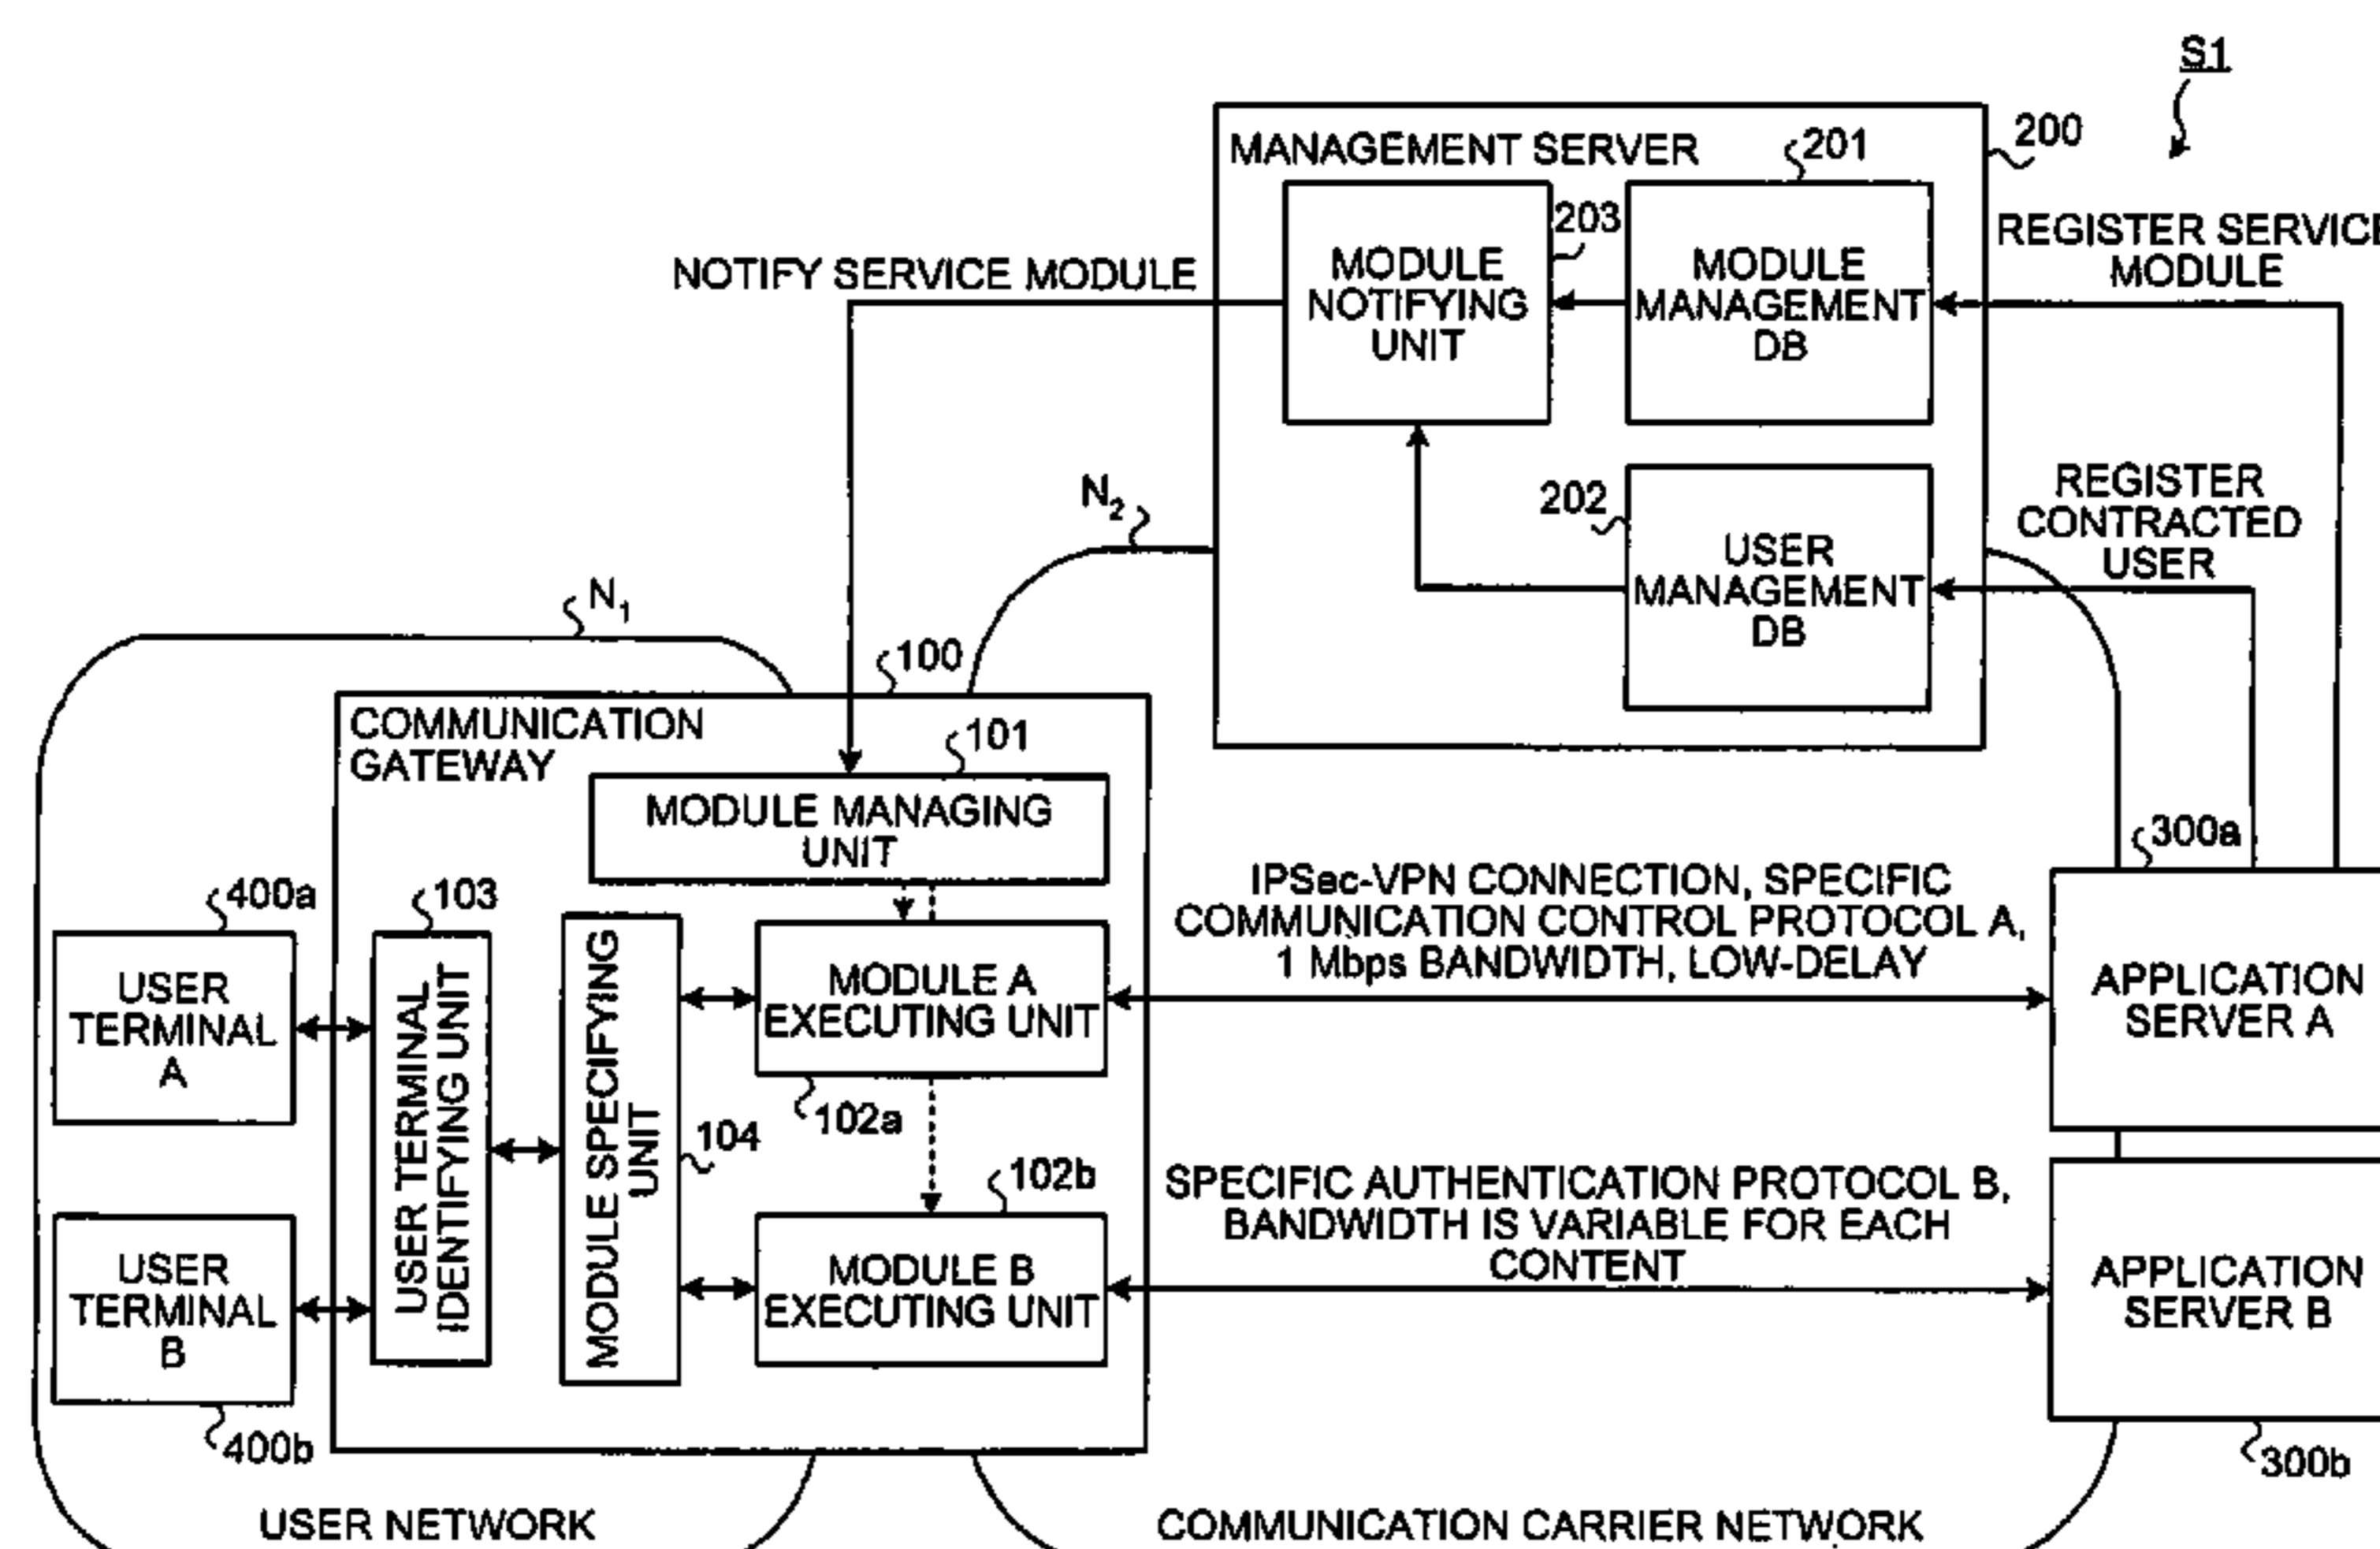 S1
200
MANAGEMENT SERVER
201
203
MODULE
NOTIFYING
UNIT
MODULE
MANAGEMENT
DB
REGISTER SERVICE
MODULE
NOTIFY SERVICE MODULE
202
USER
MANAGEMENT
DB
REGISTER
CONTRACTED
USER
N2
N1
100
COMMUNICATION
GATEWAY
101
MODULE MANAGING
UNIT
300a
IPSec-VPN CONNECTION, SPECIFIC
COMMUNICATION CONTROL PROTOCOL A,
1 Mbps BANDWIDTH, LOW-DELAY
400a
103
USER
TERMINAL
A
USER TERMINAL
IDENTIFYING UNIT
MODULE SPECIFYING
UNIT
MODULE A
EXECUTING UNIT
APPLICATION
SERVER A
102a
104
102b
SPECIFIC AUTHENTICATION PROTOCOL B,
BANDWIDTH IS VARIABLE FOR EACH
CONTENT
USER
TERMINAL
B
MODULE B
EXECUTING UNIT
APPLICATION
SERVER B
400b
300b
USER NETWORK
COMMUNICATION CARRIER NETWORK